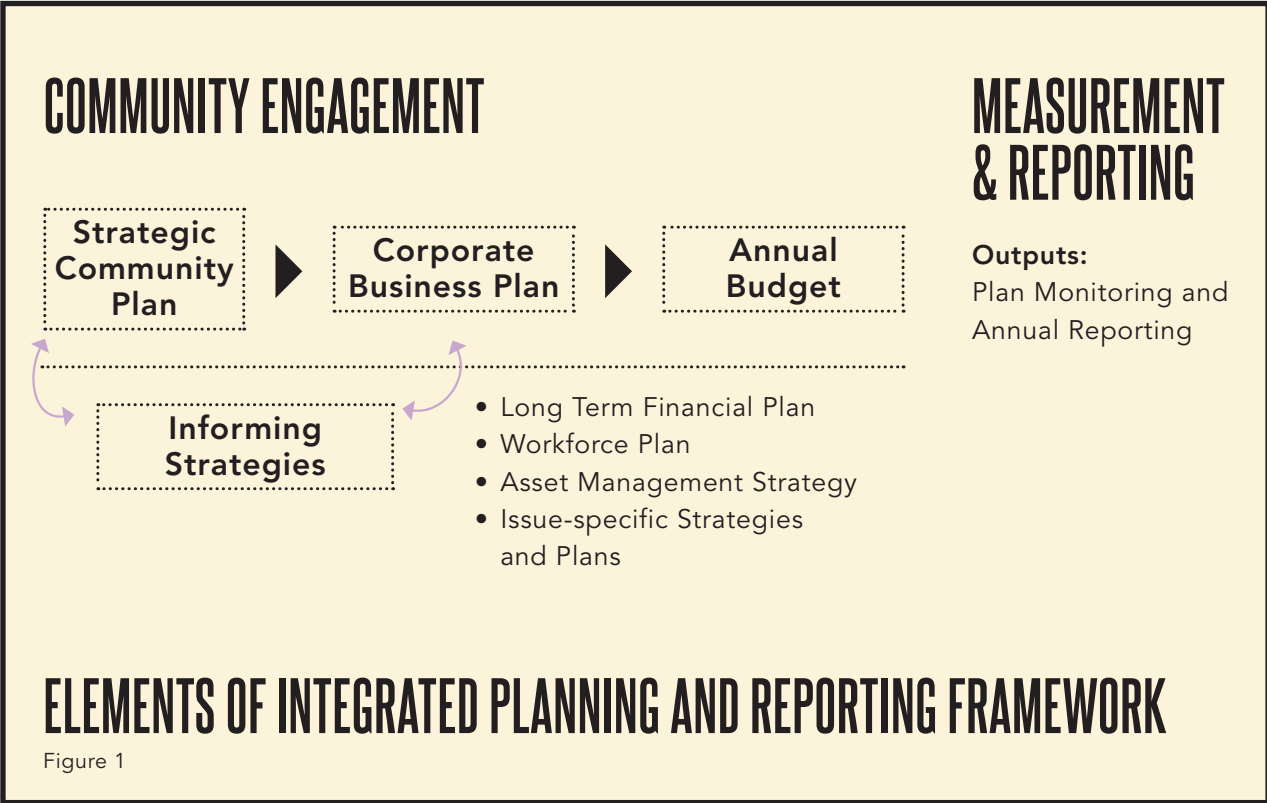 COMMUNITY ENGAGEMENT
MEASUREMENT
& REPORTING
Strategic
Community
Plan
Corporate
Business Plan
Annual
Budget
Outputs:
Plan Monitoring and
Annual Reporting
Informing
Strategies
• Long Term Financial Plan
• Workforce Plan
• Asset Management Strategy
• Issue-specific Strategies
and Plans
ELEMENTS OF INTEGRATED PLANNING AND REPORTING FRAMEWORK
Figure 1